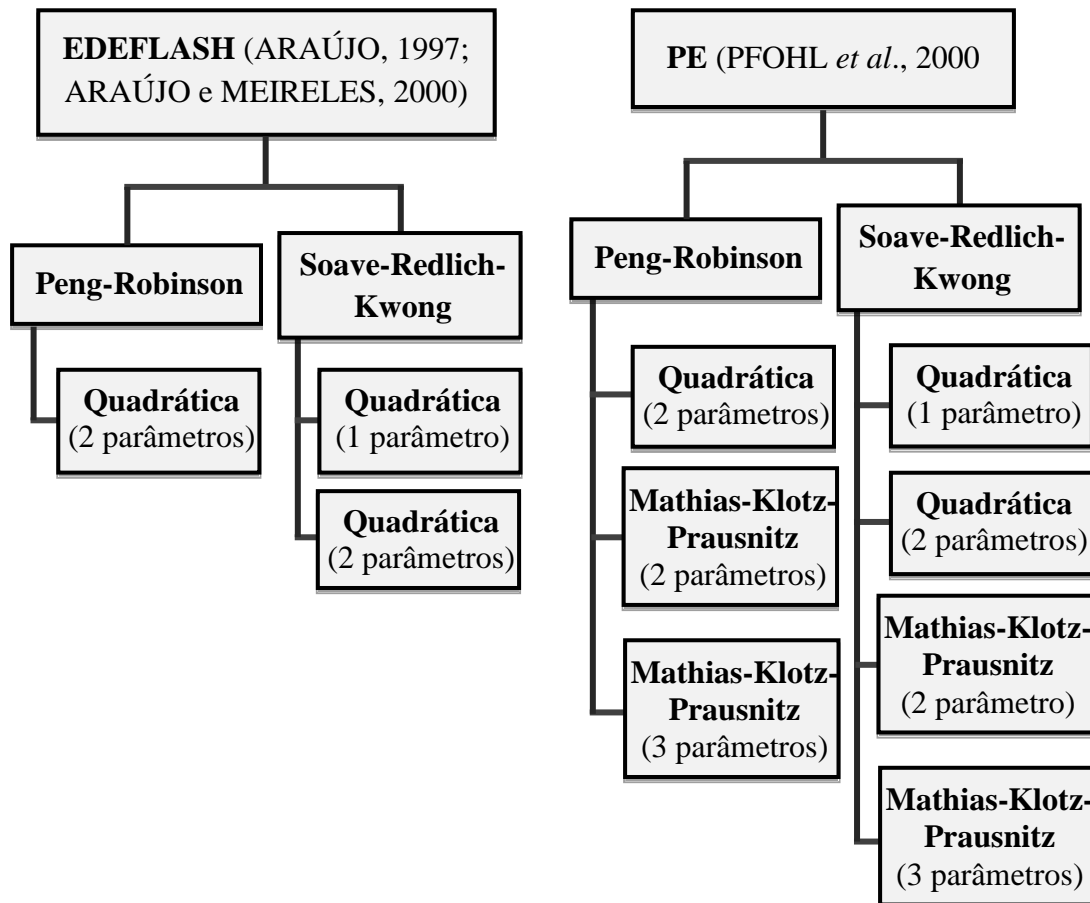 EDEFLASH (ARAÚJO, 1997;
ARAÚJO e MEIRELES, 2000)
Peng-Robinson
Soave-Redlich-
Kwong
Quadrática
(2 parâmetros)
Quadrática
(1 parâmetro)
Quadrática
(2 parâmetros)
PE (PFOHL et al., 2000
Peng-Robinson
Soave-Redlich-
Kwong
Quadrática
(2 parâmetros)
Mathias-Klotz-
Prausnitz
(2 parâmetros)
Mathias-Klotz-
Prausnitz
(3 parâmetros)
Quadrática
(1 parâmetro)
Quadrática
(2 parâmetros)
Mathias-Klotz-
Prausnitz
(2 parâmetro)
Mathias-Klotz-
Prausnitz
(3 parâmetros)